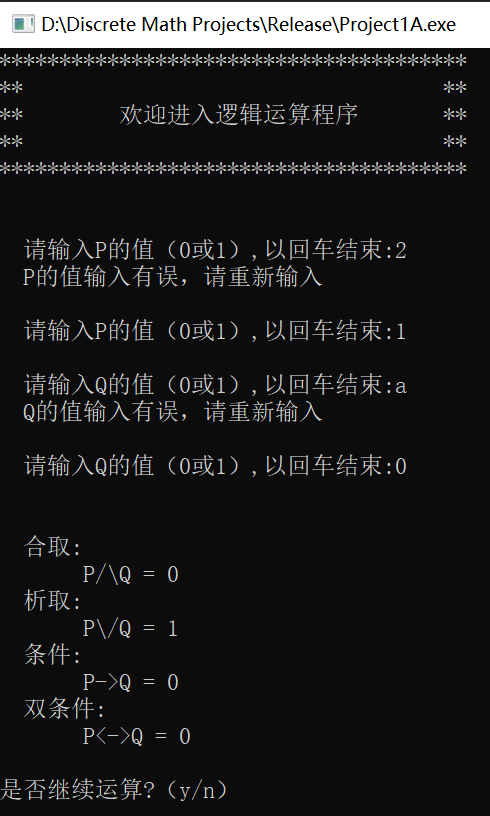 D:\Discrete Math Projects\Release\Project1A.exe
***************************************
** **
** 欢迎进入逻辑运算程序 **
** **
***************************************
请输入P的值（0或1）,以回车结束:2
P的值输入有误，请重新输入
请输入P的值（0或1）,以回车结束:1
请输入Q的值（0或1）,以回车结束:a
Q的值输入有误，请重新输入
请输入Q的值（0或1）,以回车结束:0
合取:
P/\Q = 0
析取:
P\/Q = 1
条件:
P->Q = 0
双条件:
P<->Q = 0
是否继续运算?（y/n）